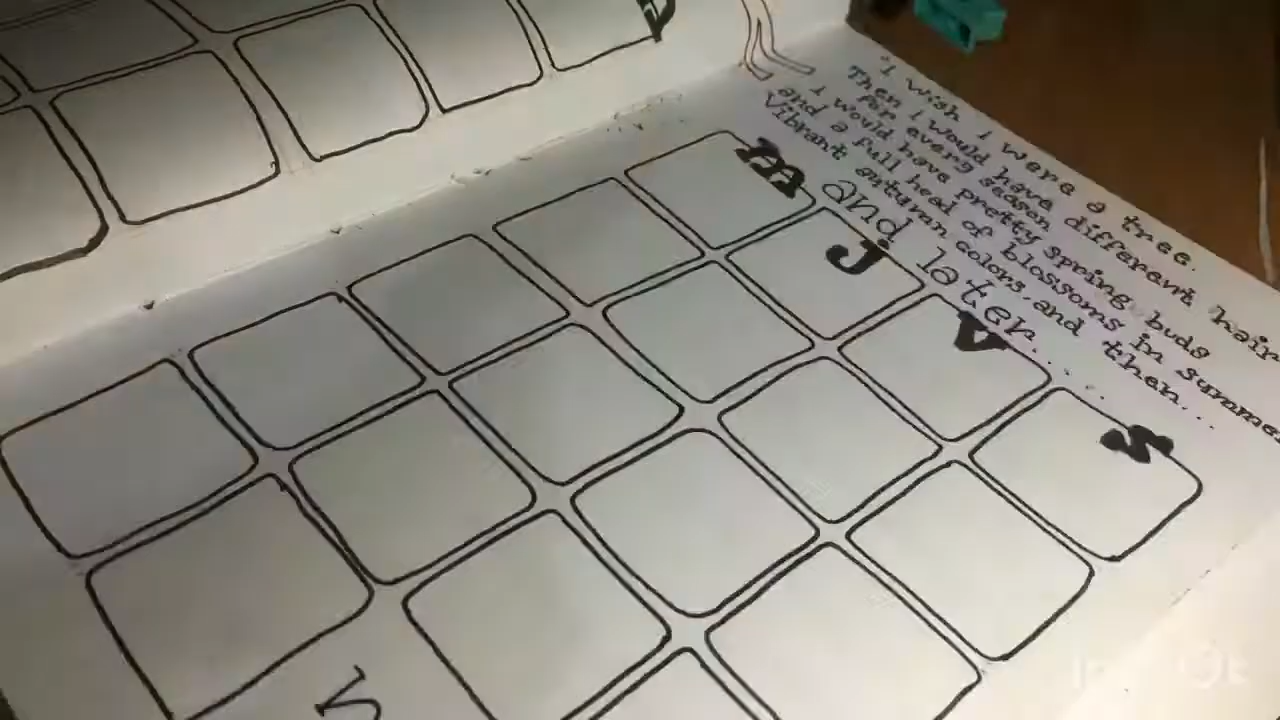 "I wish I were a tree.
Then I would have different hair
for every season
I would have pretty spring buds
and a full head of blossoms in summe
Vibrant autumn colors, and then...
and later.....
m
J
A
S